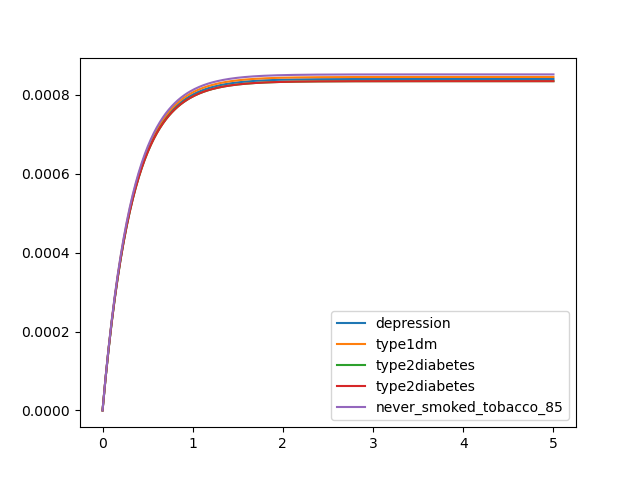 0.0008
0.0006
0.0004
0.0002
0.0000
0 1 2 3 4 5
depression
type1dm
type2diabetes
type2diabetes
never_smoked_tobacco_85